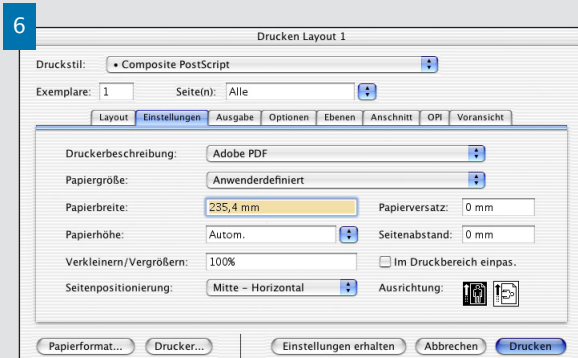 6
Drucken Layout 1
Druckstil: • Composite PostScript
Exemplare: 1 Seite(n): Alle
Layout Einstellungen Ausgabe Optionen Ebenen Anschnitt OPI Voransicht
Druckerbeschreibung: Adobe PDF
Papiergröße: Anwenderdefiniert
Papierbreite: 235,4 mm Papierversatz: 0 mm
Papierhöhe: Autom. Seitenabstand: 0 mm
Verkleinern/Vergrößern: 100% Im Druckbereich einpas.
Seitenpositionierung: Mitte – Horizontal Ausrichtung:
Papierformat... Drucker... Einstellungen erhalten Abbrechen Drucken